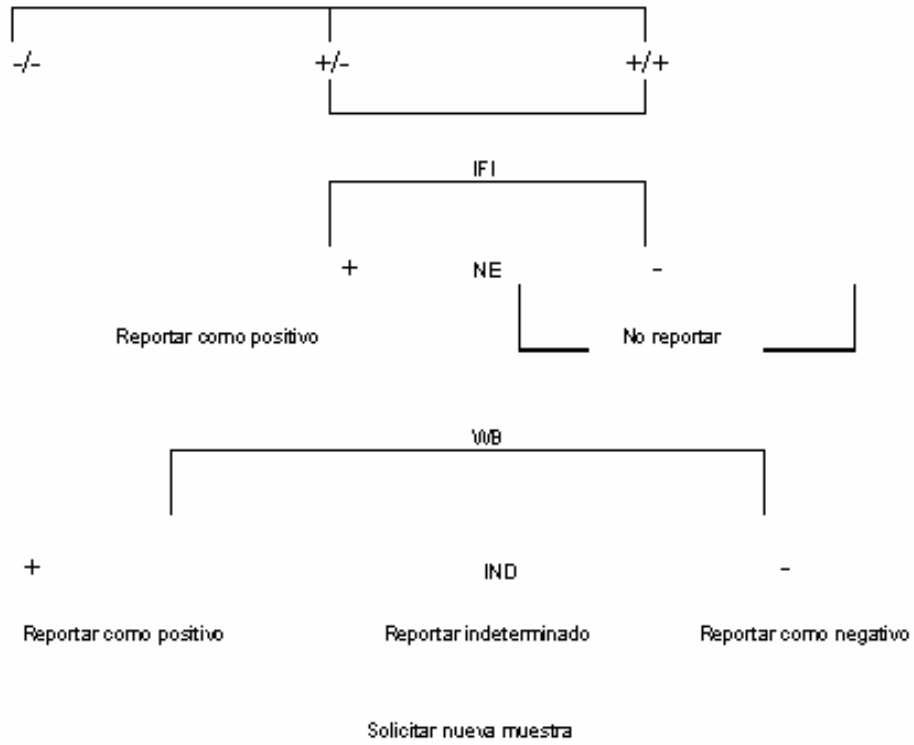 -/- +/- +/+
IFI
+ NE -
Reportar como positivo No reportar
WB
+ IND -
Reportar como positivo Reportar indeterminado Reportar como negativo
Solicitar nueva muestra